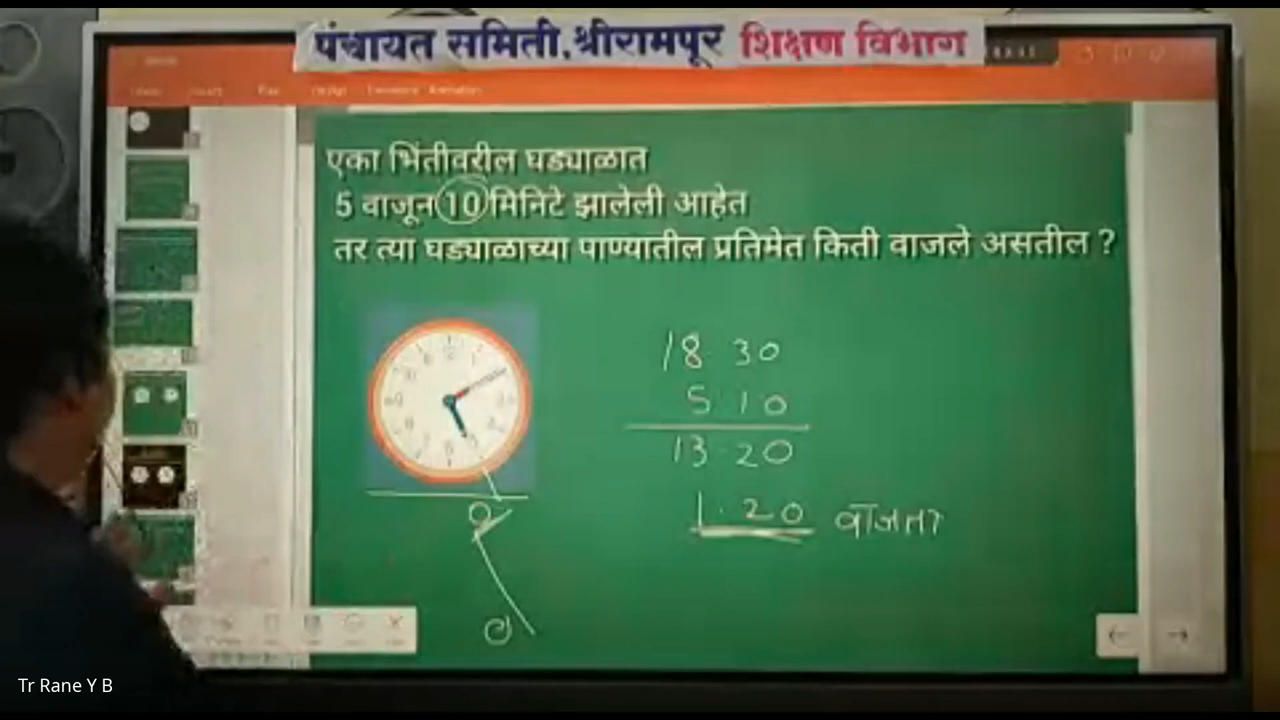 पंचायत समिती,श्रीरामपूर शिक्षण विभाग
एका भिंतीवरील घड्याळात
5 वाजून 10 मिनिटे झालेली आहेत
तर त्या घड्याळाच्या पाण्यातील प्रतिमेत किती वाजले असतील ?
18 30
5 10
13.20
1.20 वाजता
Tr Rane Y B